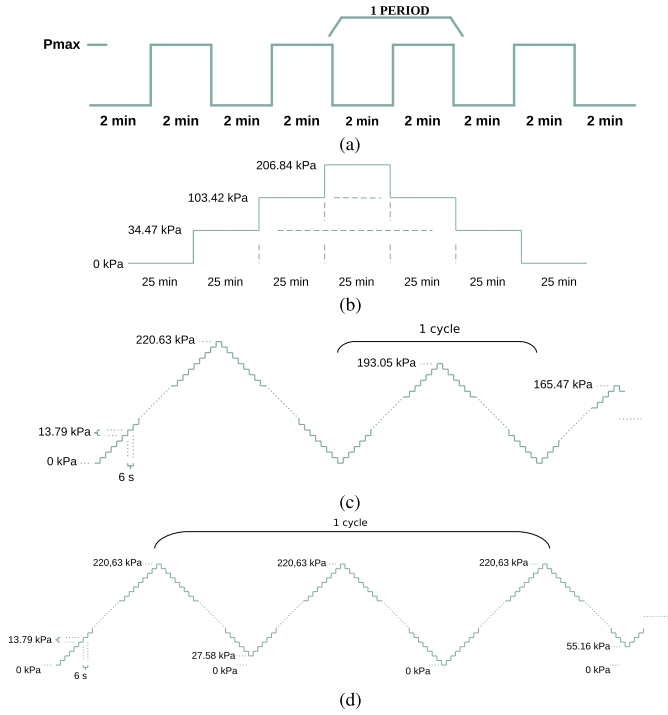 1 PERIOD
Pmax
2 min 2 min 2 min 2 min 2 min 2 min 2 min 2 min 2 min
(a)
206.84 kPa
103.42 kPa
34.47 kPa
0 kPa
25 min 25 min 25 min 25 min 25 min 25 min 25 min
(b)
1 cycle
220.63 kPa
193.05 kPa
165.47 kPa
13.79 kPa
0 kPa
6 s
(c)
1 cycle
220,63 kPa 220,63 kPa 220,63 kPa
13.79 kPa
55.16 kPa
27.58 kPa
0 kPa 0 kPa 0 kPa 0 kPa
6 s
(d)